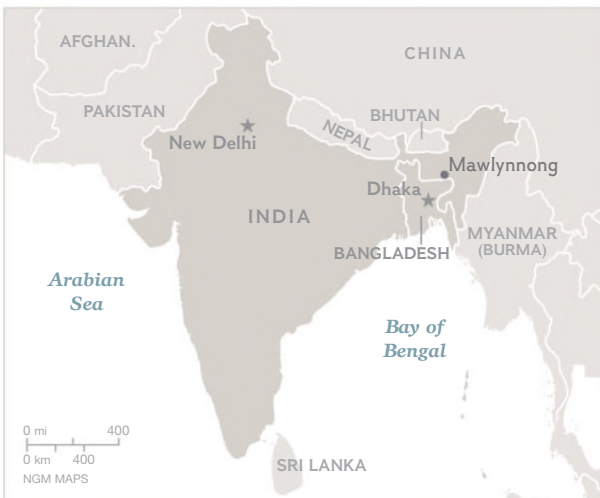 AFGHAN.
CHINA
PAKISTAN
BHUTAN
NEPAL
New Delhi
Mawlynnong
Dhaka
INDIA
MYANMAR
(BURMA)
BANGLADESH
Arabian
Sea
Bay of
Bengal
0 mi 400
0 km 400
NGM MAPS
SRI LANKA